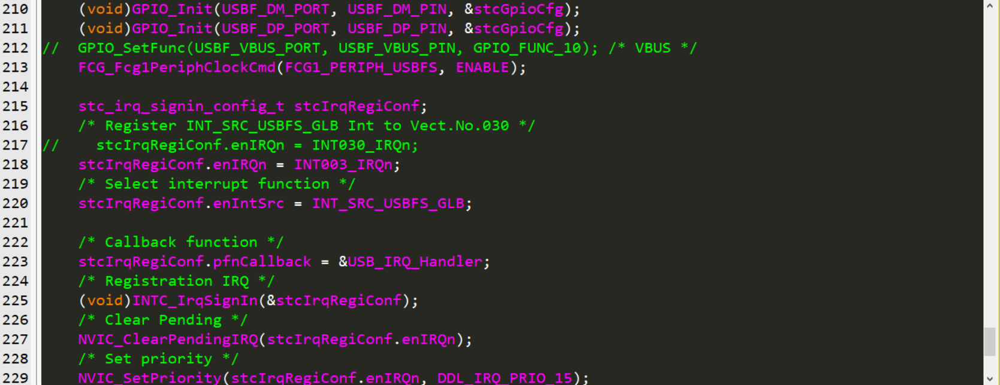 210 (void)GPIO_Init(USBF_DM_PORT, USBF_DM_PIN, &stcGpioCfg);
211 (void)GPIO_Init(USBF_DP_PORT, USBF_DP_PIN, &stcGpioCfg);
212 // GPIO_SetFunc(USBF_VBUS_PORT, USBF_VBUS_PIN, GPIO_FUNC_10); /* VBUS */
213 FCG_Fcg1PeriphClockCmd(FCG1_PERIPH_USBFS, ENABLE);
214
215 stc_irq_signin_config_t stcIrqRegiConf;
216 /* Register INT_SRC_USBFS_GLB Int to Vect.No.030 */
217 // stcIrqRegiConf.enIRQn = INT030_IRQn;
218 stcIrqRegiConf.enIRQn = INT003_IRQn;
219 /* Select interrupt function */
220 stcIrqRegiConf.enIntSrc = INT_SRC_USBFS_GLB;
221
222 /* Callback function */
223 stcIrqRegiConf.pfnCallback = &USB_IRQ_Handler;
224 /* Registration IRQ */
225 (void)INTC_IrqSignIn(&stcIrqRegiConf);
226 /* Clear Pending */
227 NVIC_ClearPendingIRQ(stcIrqRegiConf.enIRQn);
228 /* Set priority */
229 NVIC_SetPriority(stcIrqRegiConf.enIRQn, DDL_IRQ_PRIO_15);